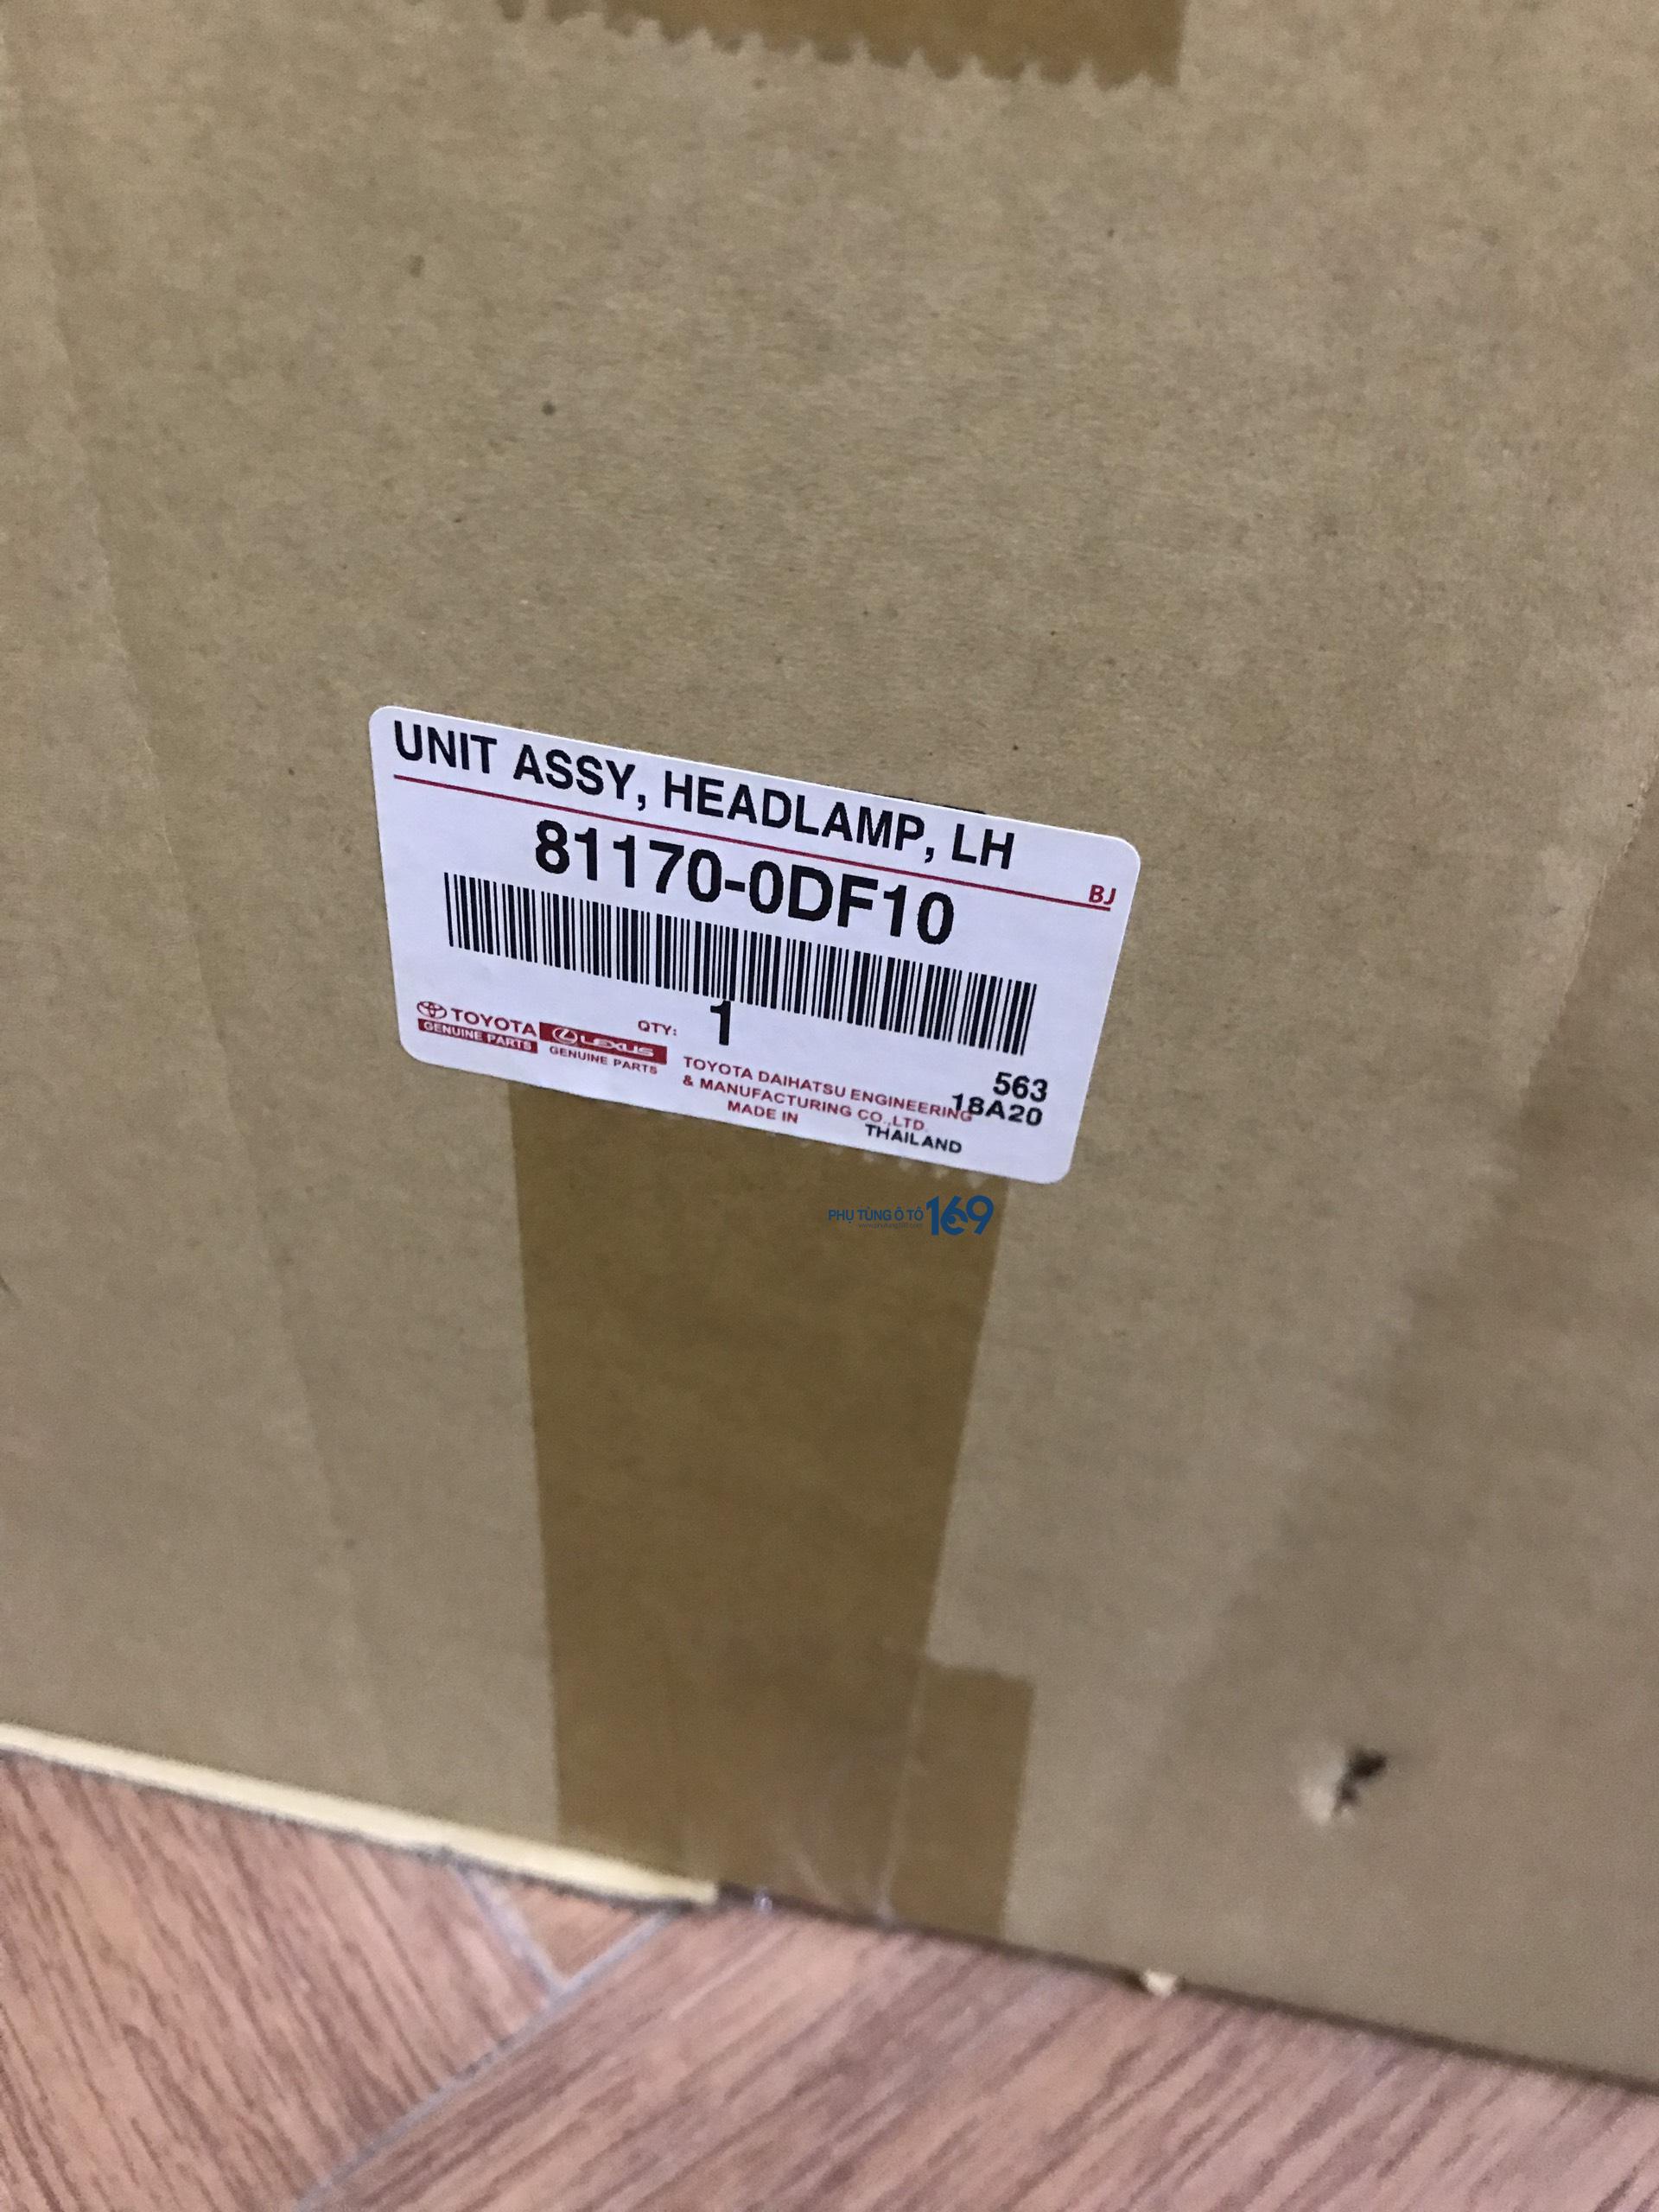 UNIT ASSY, HEADLAMP, LH
BJ
81170-0DF10
QTY: 1
TOYOTA
GENUINE PARTS
LEXUS
GENUINE PARTS
TOYOTA DAIHATSU ENGINEERING
& MANUFACTURING CO.,LTD.
MADE IN THAILAND
563
18A20
PHỤ TÙNG Ô TÔ 169